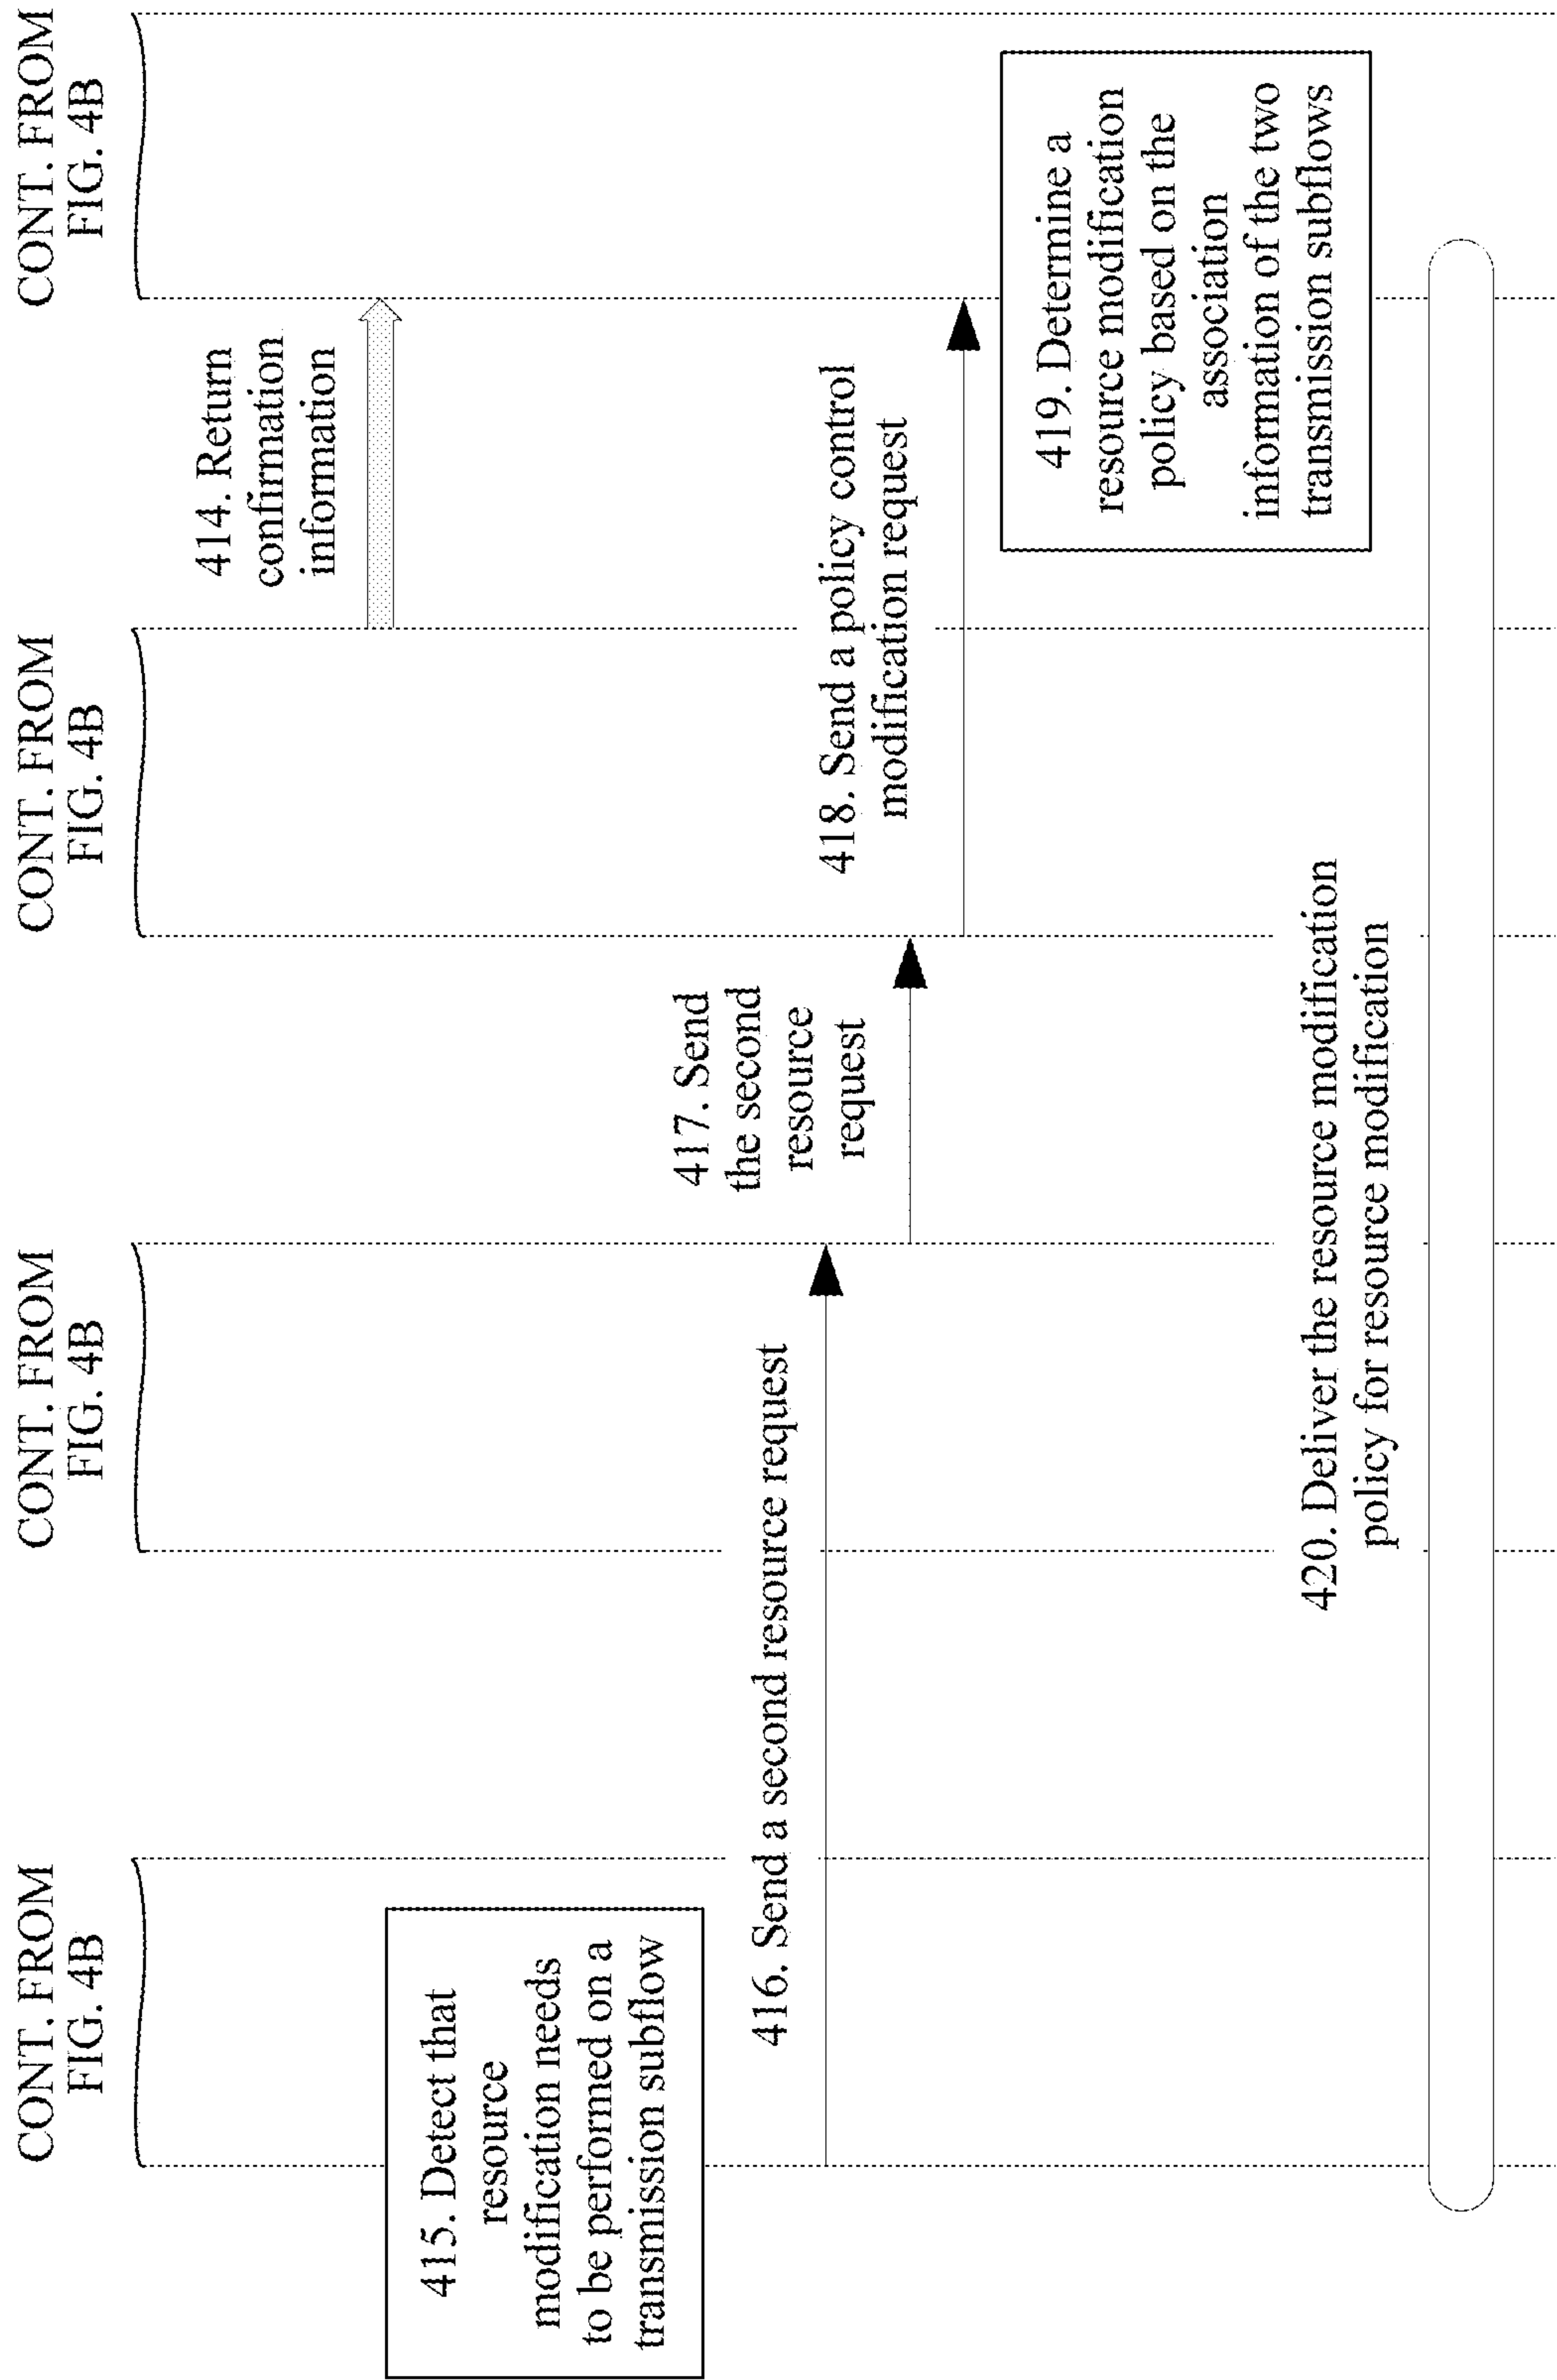 CONT. FROM
FIG. 4B
CONT. FROM
FIG. 4B
CONT. FROM
FIG. 4B
CONT. FROM
FIG. 4B
414. Return
confirmation
information
415. Detect that
resource
modification needs
to be performed on a
transmission subflow
416. Send a second resource request
417. Send
the second
resource
request
418. Send a policy control
modification request
419. Determine a
resource modification
policy based on the
association
information of the two
transmission subflows
420. Deliver the resource modification
policy for resource modification